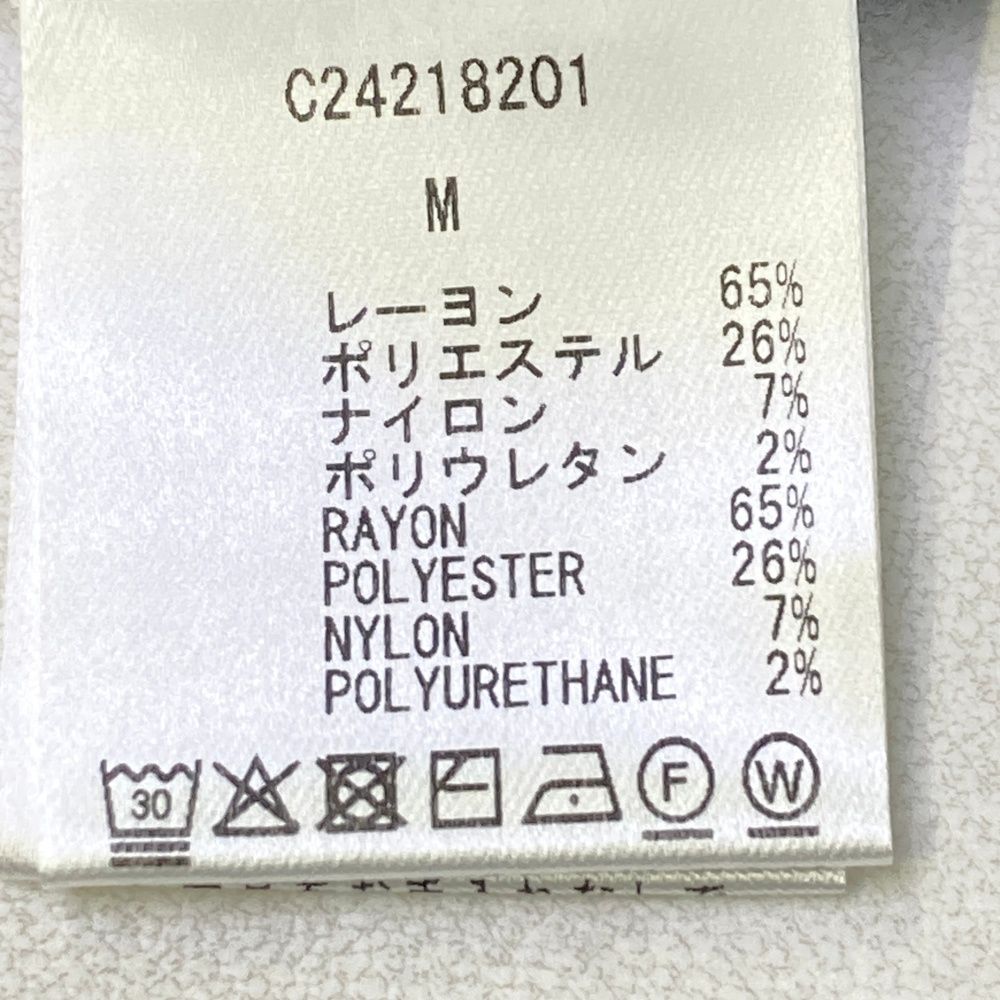 C24218201
M
レーヨン 65%
ポリエステル 26%
ナイロン 7%
ポリウレタン 2%
RAYON 65%
POLYESTER 26%
NYLON 7%
POLYURETHANE 2%
30 F W